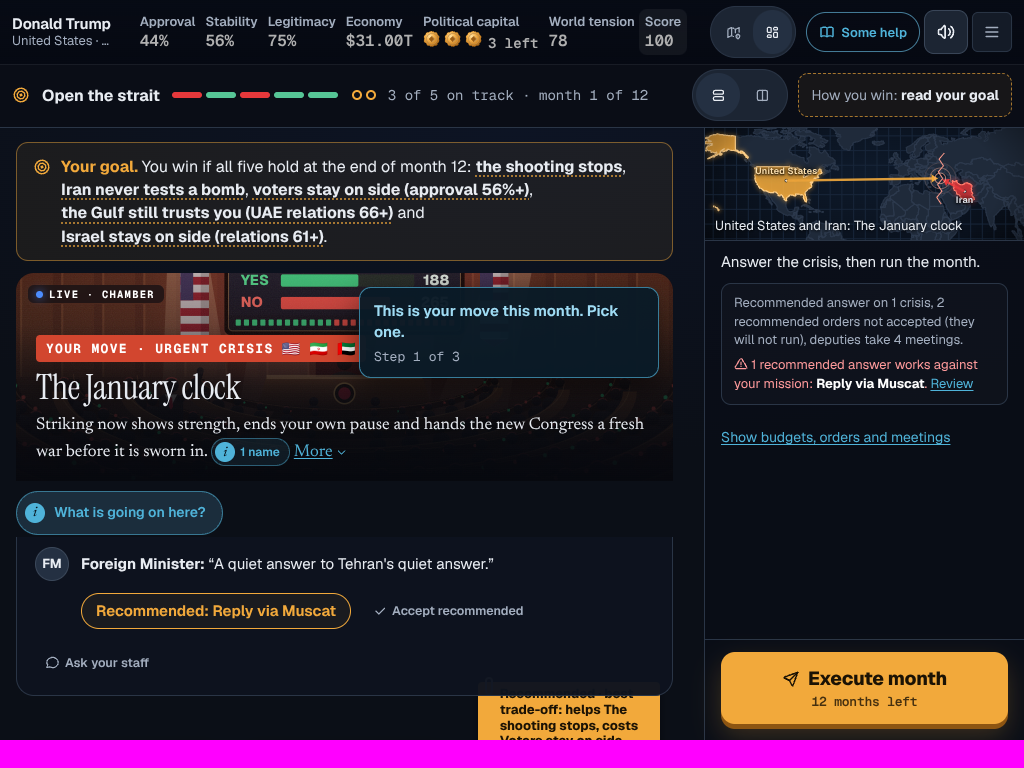 Donald Trump
United States · …
Approval
44%
Stability
56%
Legitimacy
75%
Economy
$31.00T
Political capital
3 left
World tension
78
Score
100
Some help
Open the strait
3 of 5 on track · month 1 of 12
How you win: read your goal
Your goal. You win if all five hold at the end of month 12: the shooting stops,
Iran never tests a bomb, voters stay on side (approval 56%+),
the Gulf still trusts you (UAE relations 66+) and
Israel stays on side (relations 61+).
LIVE · CHAMBER
YES
188
NO
This is your move this month. Pick
one.
Step 1 of 3
YOUR MOVE · URGENT CRISIS
The January clock
Striking now shows strength, ends your own pause and hands the new Congress a fresh
war before it is sworn in. i 1 name More
i What is going on here?
FM Foreign Minister: “A quiet answer to Tehran's quiet answer.”
Recommended: Reply via Muscat
Accept recommended
Ask your staff
Recommended best
trade-off: helps The
shooting stops, costs
Voters stay on side
United States
Iran
United States and Iran: The January clock
Answer the crisis, then run the month.
Recommended answer on 1 crisis, 2
recommended orders not accepted (they
will not run), deputies take 4 meetings.
1 recommended answer works against
your mission: Reply via Muscat. Review
Show budgets, orders and meetings
Execute month
12 months left